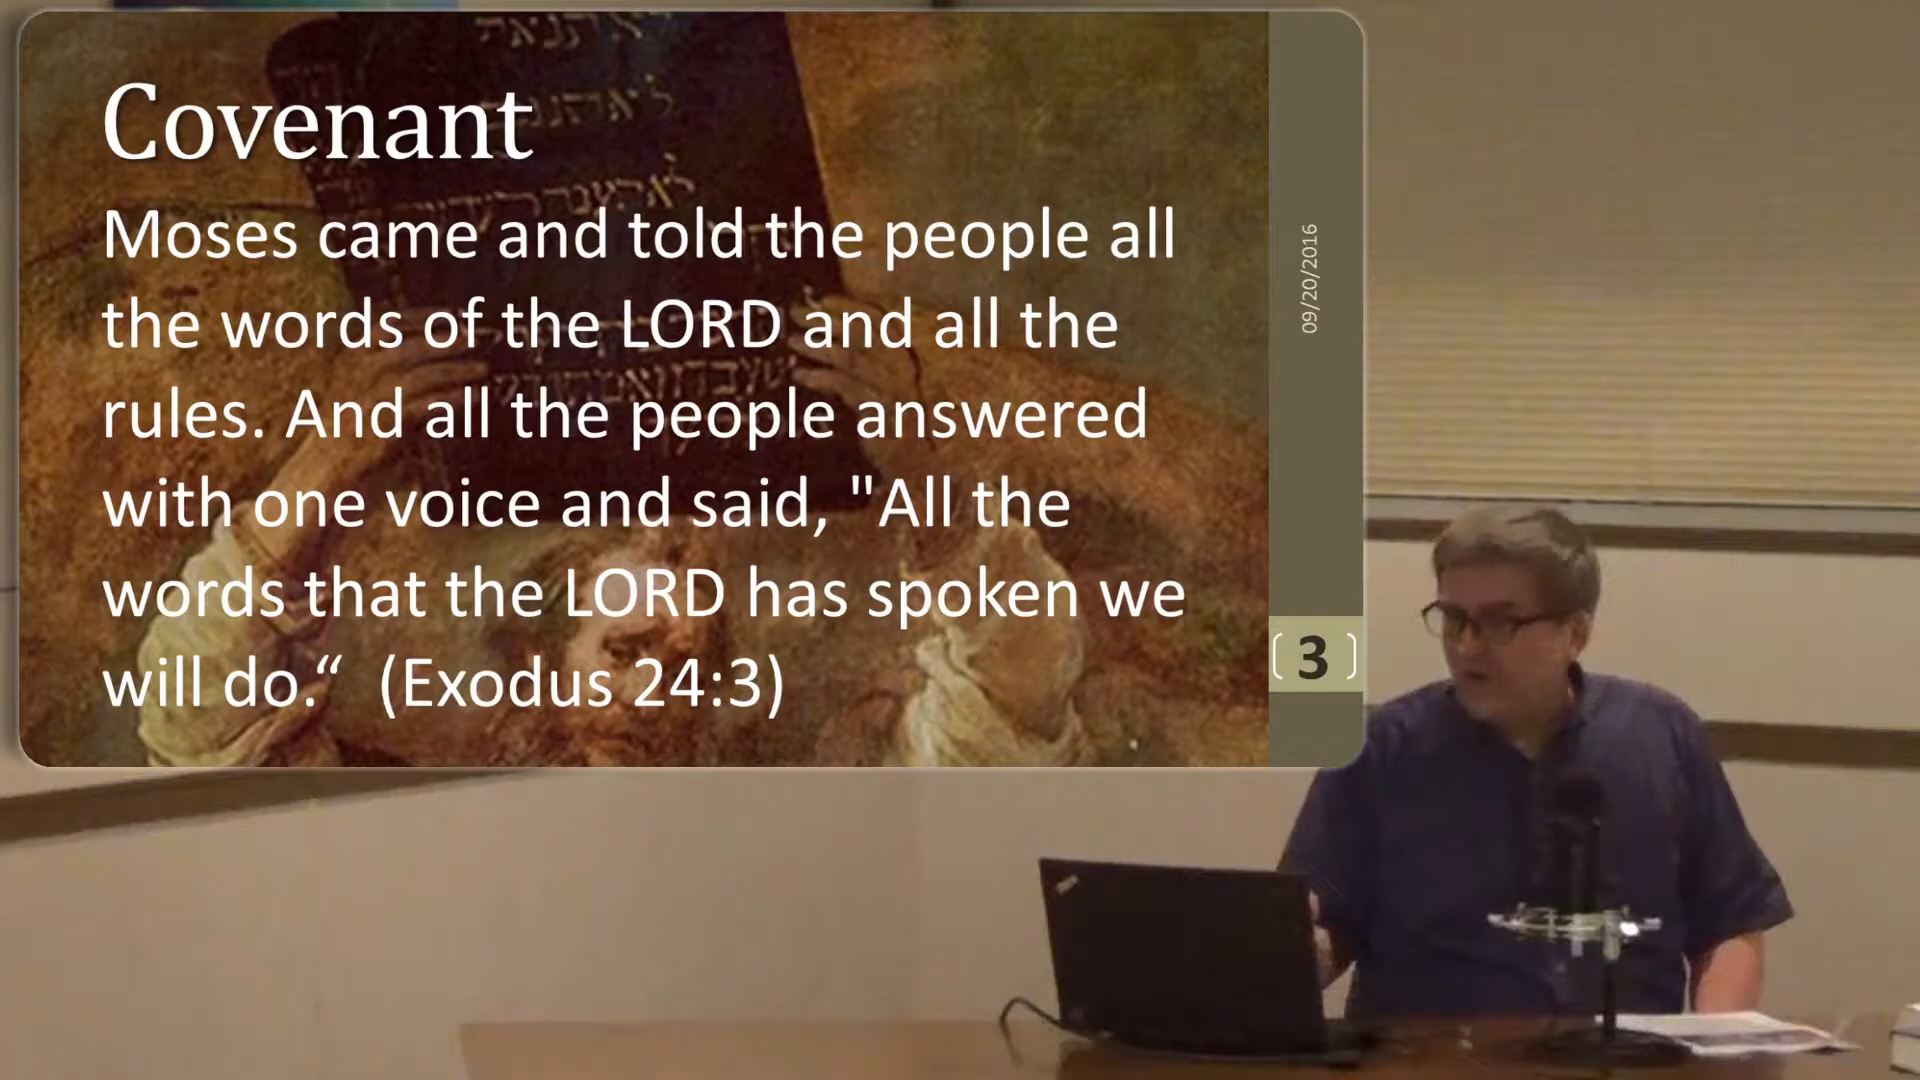 Covenant
Moses came and told the people all
the words of the LORD and all the
rules. And all the people answered
with one voice and said, "All the
words that the LORD has spoken we
will do.“ (Exodus 24:3)
09/20/2016
3